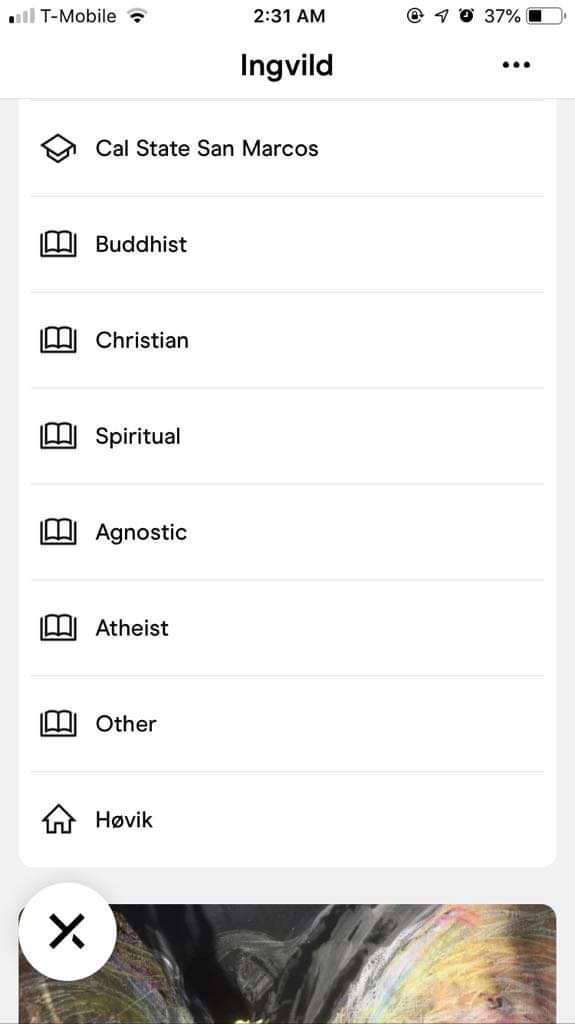 T-Mobile 2:31 AM 37%
Ingvild
Cal State San Marcos
Buddhist
Christian
Spiritual
Agnostic
Atheist
Other
Høvik